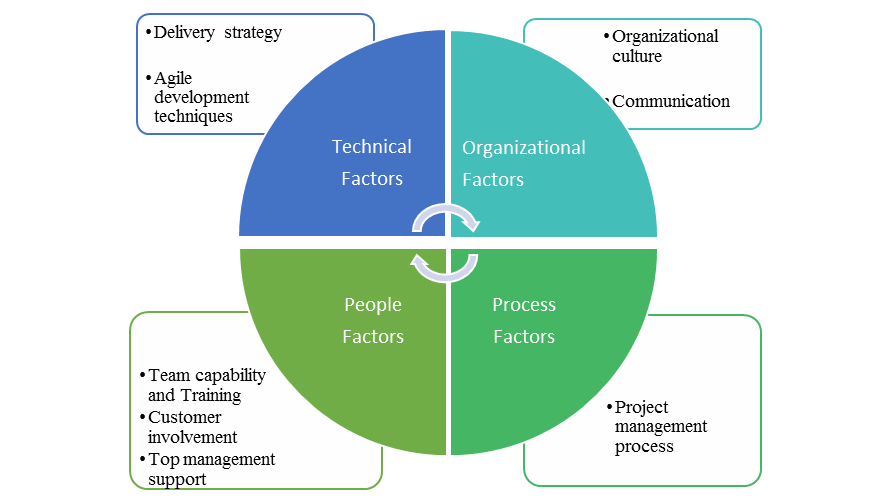 • Delivery strategy
• Agile
development
techniques
• Organizational
culture
• Communication
Technical
Factors
Organizational
Factors
People
Factors
Process
Factors
• Team capability
and Training
• Customer
involvement
• Top management
support
• Project
management
process